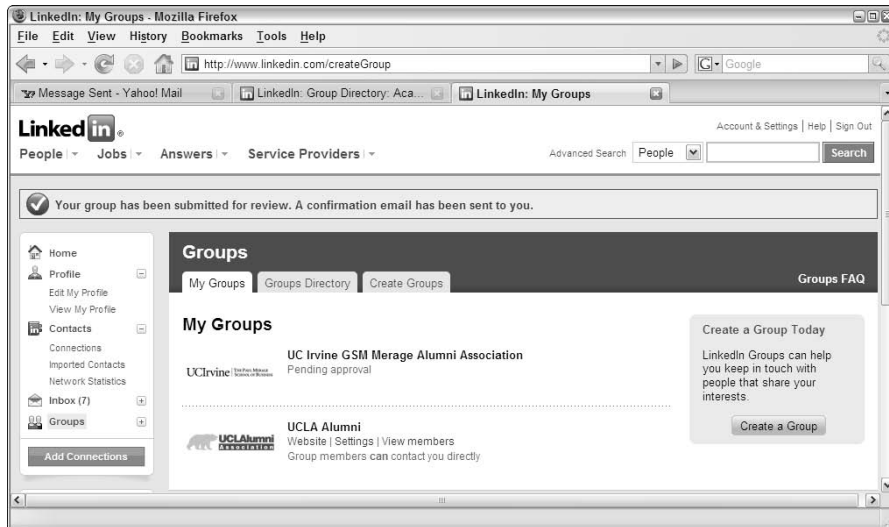 LinkedIn: My Groups - Mozilla Firefox
File Edit View History Bookmarks Tools Help
http://www.linkedin.com/createGroup
G Google
Message Sent - Yahoo! Mail
LinkedIn: Group Directory: Aca...
LinkedIn: My Groups
Linked in ®
Account & Settings | Help | Sign Out
People Jobs Answers Service Providers
Advanced Search People Search
Your group has been submitted for review. A confirmation email has been sent to you.
Home
Profile
Edit My Profile
View My Profile
Contacts
Connections
Imported Contacts
Network Statistics
Inbox (7)
Groups
Add Connections
Groups
My Groups Groups Directory Create Groups
Groups FAQ
My Groups
UCIrvine
UC Irvine GSM Merage Alumni Association
Pending approval
UCLAlumni
Association
UCLA Alumni
Website | Settings | View members
Group members can contact you directly
Create a Group Today
LinkedIn Groups can help
you keep in touch with
people that share your
interests.
Create a Group